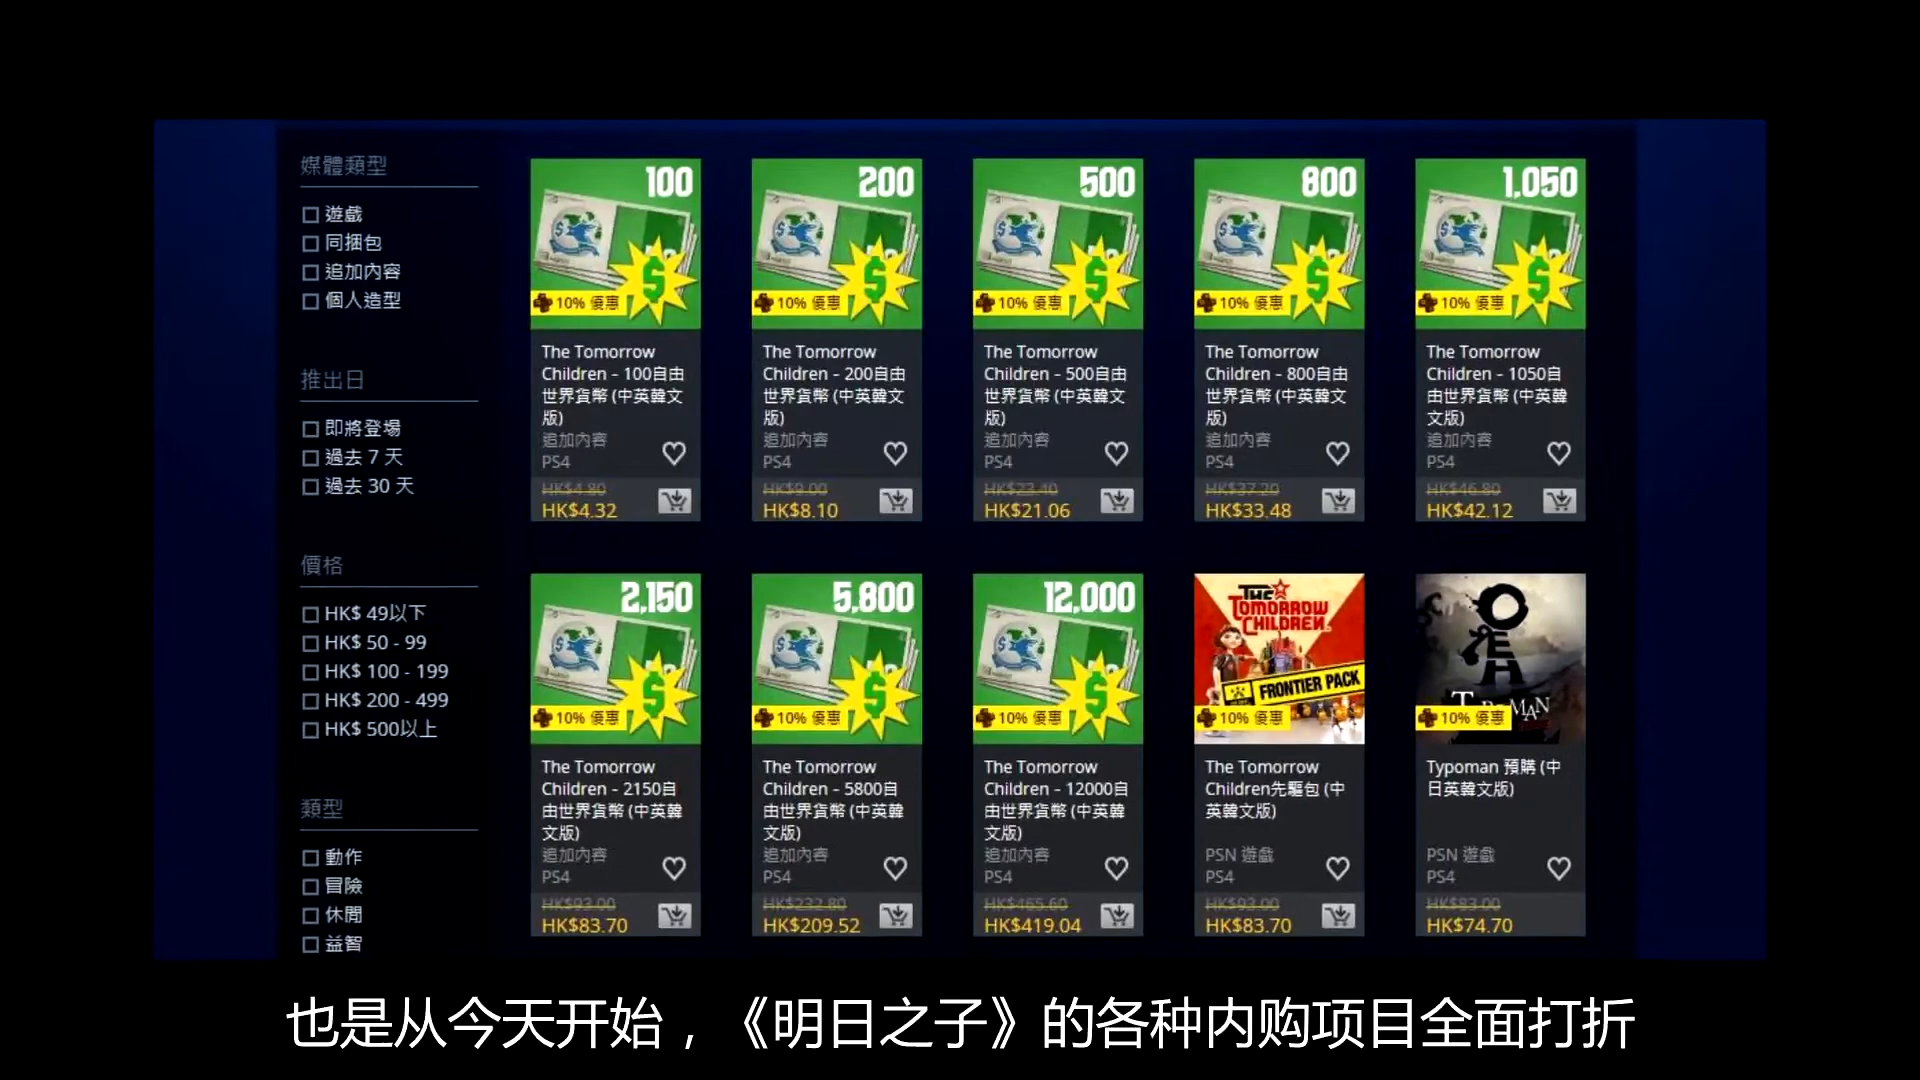 媒體類型
遊戲
同捆包
追加內容
個人造型
推出日
即將登場
過去 7 天
過去 30 天
價格
HK$ 49以下
HK$ 50 - 99
HK$ 100 - 199
HK$ 200 - 499
HK$ 500以上
類型
動作
冒險
休閒
益智
100
$
10% 優惠
The Tomorrow
Children - 100自由
世界貨幣 (中英韓文
版)
追加內容
PS4
HK$4.80
HK$4.32
200
$
10% 優惠
The Tomorrow
Children - 200自由
世界貨幣 (中英韓文
版)
追加內容
PS4
HK$9.00
HK$8.10
500
$
10% 優惠
The Tomorrow
Children - 500自由
世界貨幣 (中英韓文
版)
追加內容
PS4
HK$23.40
HK$21.06
800
$
10% 優惠
The Tomorrow
Children - 800自由
世界貨幣 (中英韓文
版)
追加內容
PS4
HK$37.20
HK$33.48
1,050
$
10% 優惠
The Tomorrow
Children - 1050自
由世界貨幣 (中英韓
文版)
追加內容
PS4
HK$46.80
HK$42.12
2,150
$
10% 優惠
The Tomorrow
Children - 2150自
由世界貨幣 (中英韓
文版)
追加內容
PS4
HK$93.00
HK$83.70
5,800
$
10% 優惠
The Tomorrow
Children - 5800自
由世界貨幣 (中英韓
文版)
追加內容
PS4
HK$232.80
HK$209.52
12,000
$
10% 優惠
The Tomorrow
Children - 12000自
由世界貨幣 (中英韓
文版)
追加內容
PS4
HK$465.60
HK$419.04
THE
TOMORROW
CHILDREN
FRONTIER PACK
10% 優惠
The Tomorrow
Children先驅包 (中
英韓文版)
PSN 遊戲
PS4
HK$93.00
HK$83.70
10% 優惠
Typoman 預購 (中
日英韓文版)
PSN 遊戲
PS4
HK$83.00
HK$74.70
也是从今天开始，《明日之子》的各种内购项目全面打折